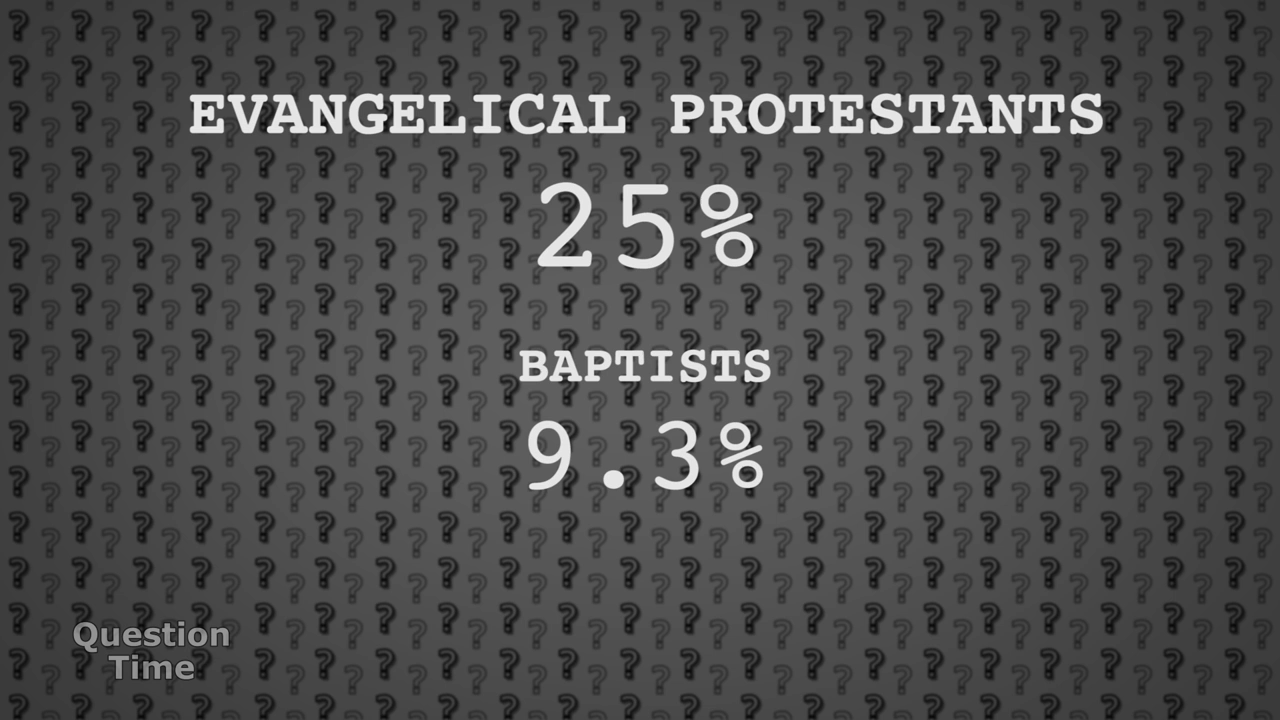 EVANGELICAL PROTESTANTS
25%
BAPTISTS
9.3%
Question
Time